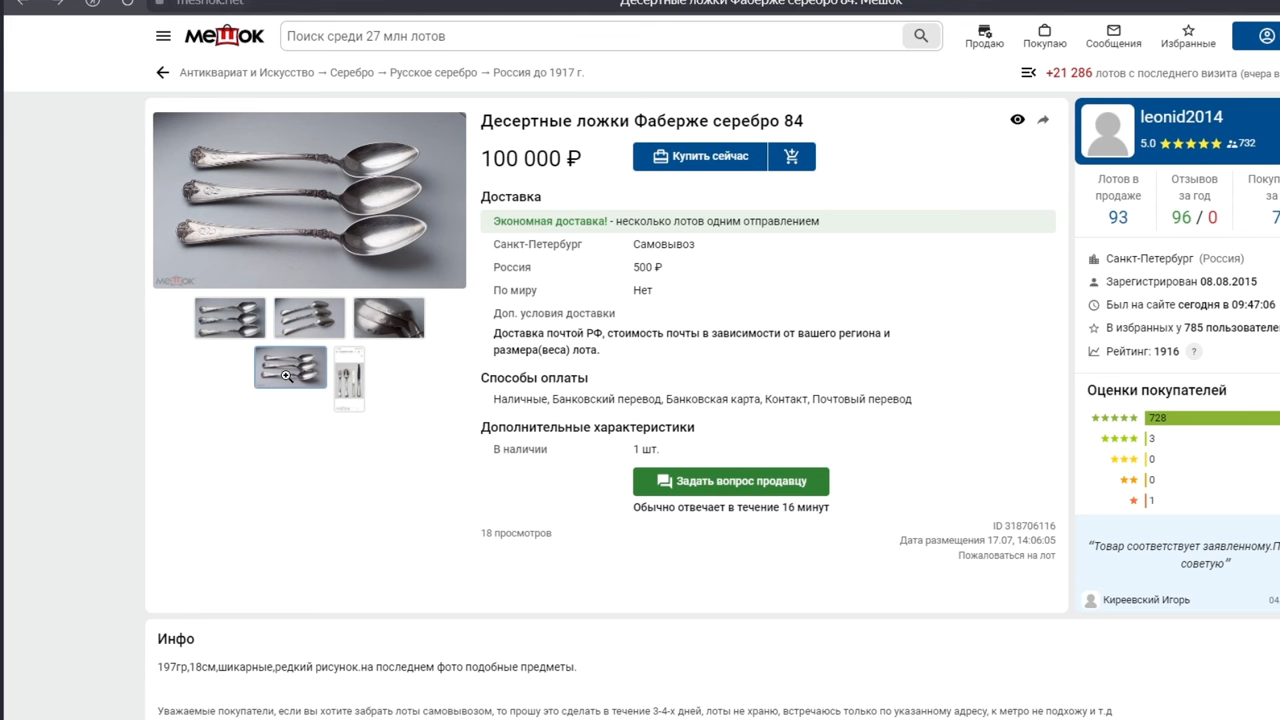 meshok.net
Десертные ложки Фаберже серебро 84. Мешок
мешок
Поиск среди 27 млн лотов
Продаю
Покупаю
Сообщения
Избранные
Антиквариат и Искусство → Серебро → Русское серебро → Россия до 1917 г.
+21 286 лотов с последнего визита (вчера в
Десертные ложки Фаберже серебро 84
100 000 ₽
Купить сейчас
Доставка
Экономная доставка! - несколько лотов одним отправлением
Санкт-Петербург Самовывоз
Россия 500 ₽
По миру Нет
Доп. условия доставки
Доставка почтой РФ, стоимость почты в зависимости от вашего региона и
размера(веса) лота.
Способы оплаты
Наличные, Банковский перевод, Банковская карта, Контакт, Почтовый перевод
Дополнительные характеристики
В наличии 1 шт.
Задать вопрос продавцу
Обычно отвечает в течение 16 минут
18 просмотров
ID 318706116
Дата размещения 17.07, 14:06:05
Пожаловаться на лот
мешок
leonid2014
5.0 732
Лотов в
продаже
93
Отзывов
за год
96 / 0
Покуп
за
7
Санкт-Петербург (Россия)
Зарегистрирован 08.08.2015
Был на сайте сегодня в 09:47:06
В избранных у 785 пользователе
Рейтинг: 1916 ?
Оценки покупателей
728
3
0
0
1
“Товар соответствует заявленному.П
советую”
Киреевский Игорь
04
Инфо
197гр,18см,шикарные,редкий рисунок.на последнем фото подобные предметы.
Уважаемые покупатели, если вы хотите забрать лоты самовывозом, то прошу это сделать в течение 3-4-х дней, лоты не храню, встречаюсь только по указанному адресу, к метро не подхожу и т.д